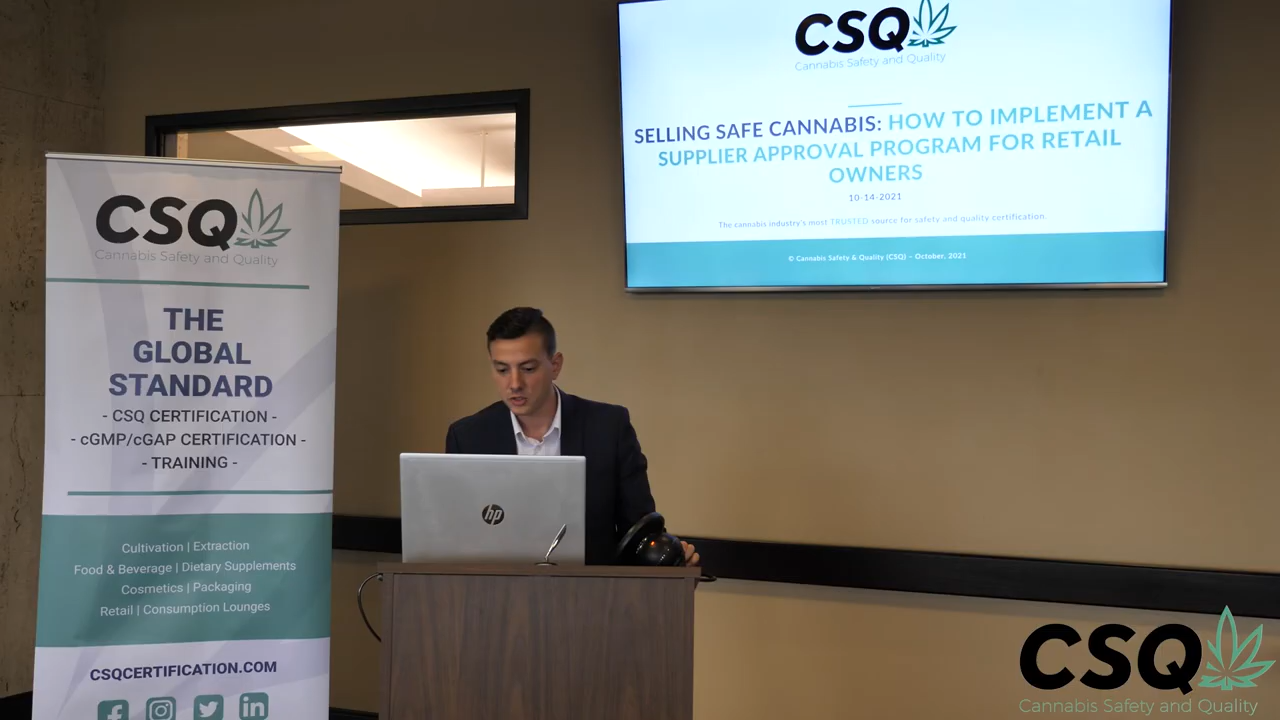 CSQ
Cannabis Safety and Quality
THE
GLOBAL
STANDARD
- CSQ CERTIFICATION -
- cGMP/cGAP CERTIFICATION -
- TRAINING -
Cultivation | Extraction
Food & Beverage | Dietary Supplements
Cosmetics | Packaging
Retail | Consumption Lounges
CSQCERTIFICATION.COM
CSQ
Cannabis Safety and Quality
SELLING SAFE CANNABIS: HOW TO IMPLEMENT A
SUPPLIER APPROVAL PROGRAM FOR RETAIL
OWNERS
10-14-2021
The cannabis industry's most TRUSTED source for safety and quality certification
© Cannabis Safety & Quality (CSQ) – October, 2021
hp
CSQ
Cannabis Safety and Quality